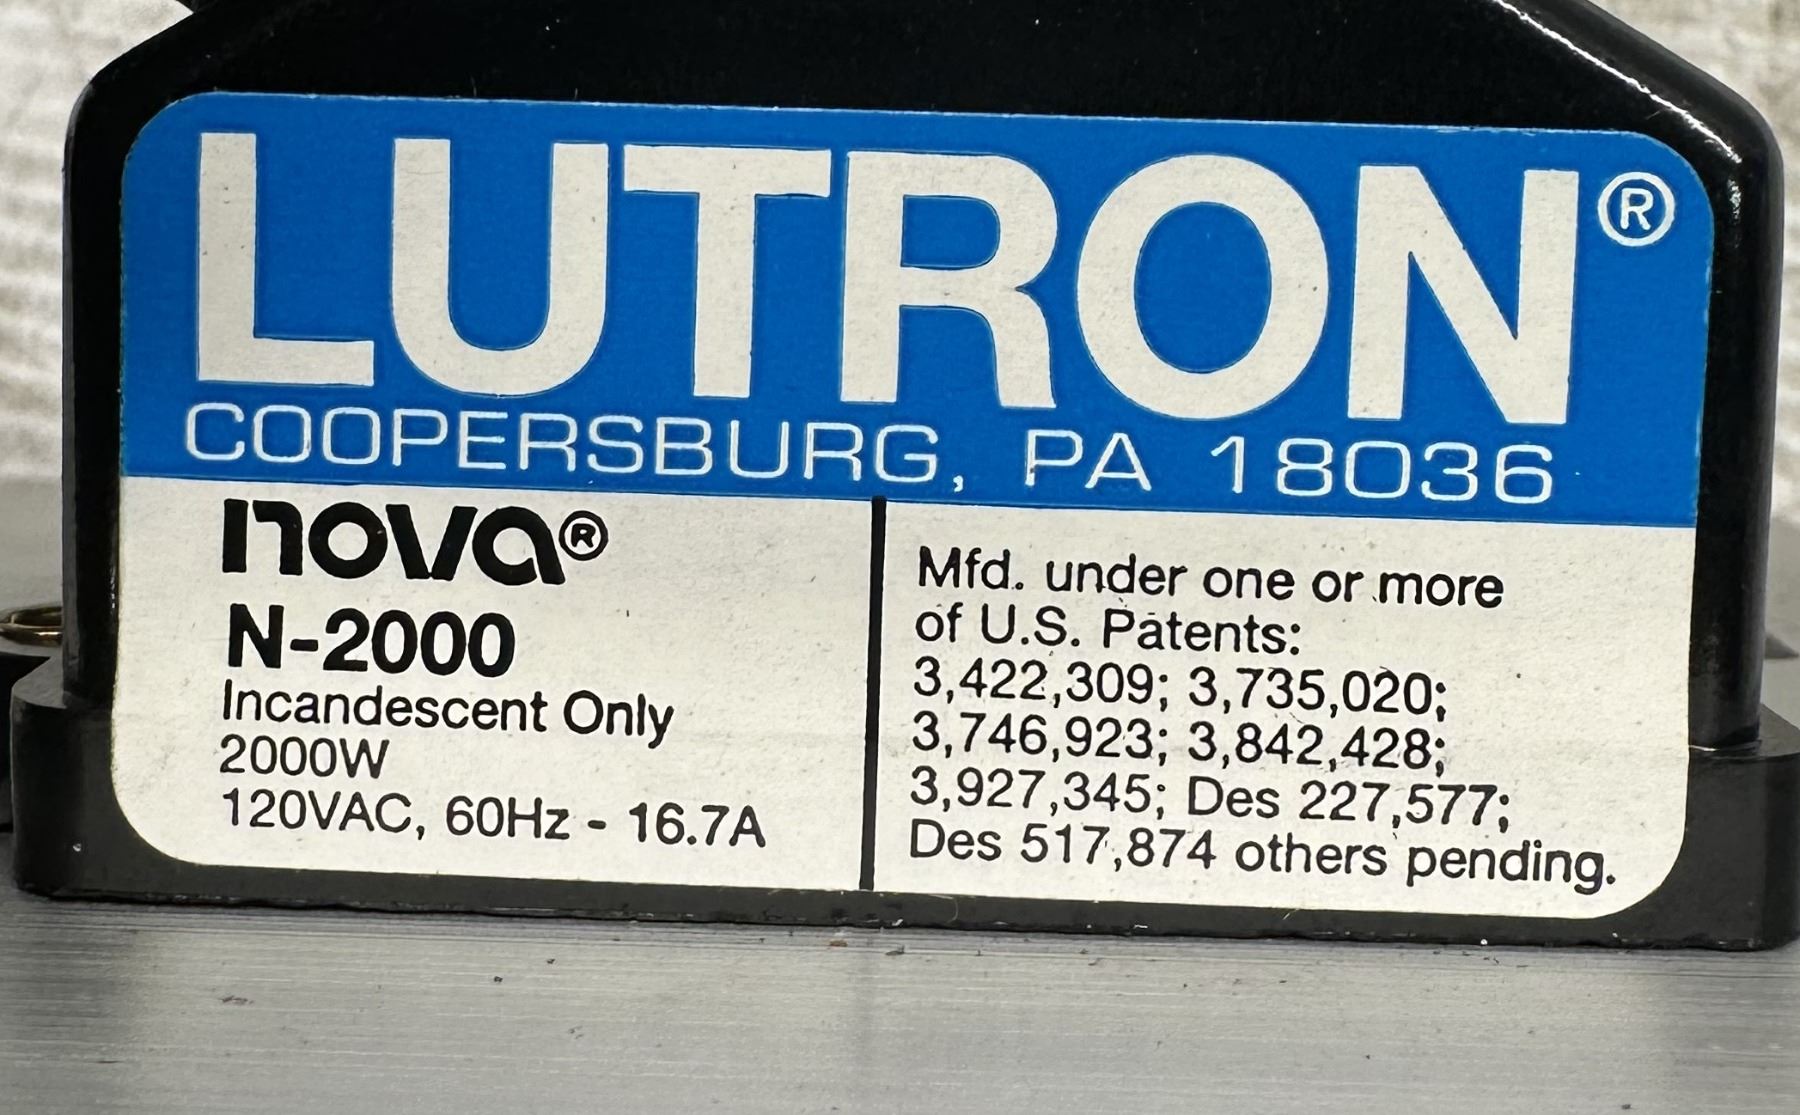 LUTRON®
COOPERSBURG, PA 18036
nova®
N-2000
Incandescent Only
2000W
120VAC, 60Hz - 16.7A
Mfd. under one or more
of U.S. Patents:
3,422,309; 3,735,020;
3,746,923; 3,842,428;
3,927,345; Des 227,577;
Des 517,874 others pending.